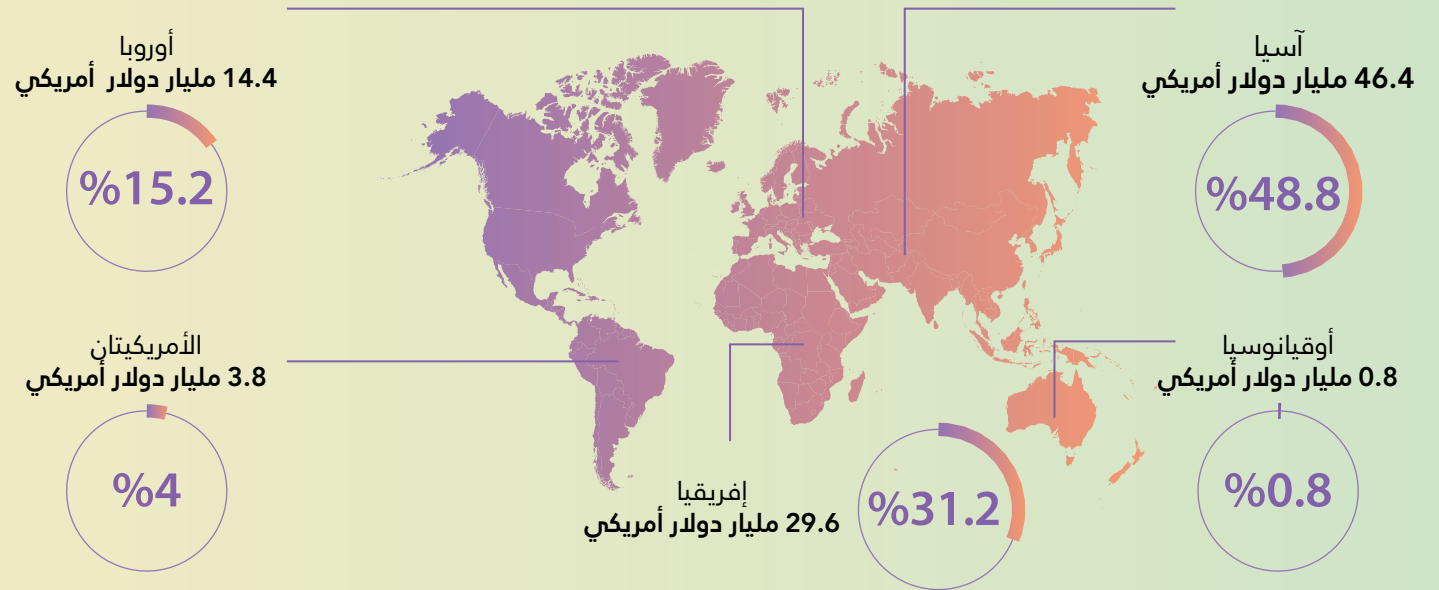 آسيا
46.4 مليار دولار أمريكي
%48.8
أوروبا
14.4 مليار دولار أمريكي
%15.2
أوقيانوسيا
0.8 مليار دولار أمريكي
%0.8
الأمريكيتان
3.8 مليار دولار أمريكي
%4
إفريقيا
29.6 مليار دولار أمريكي
%31.2